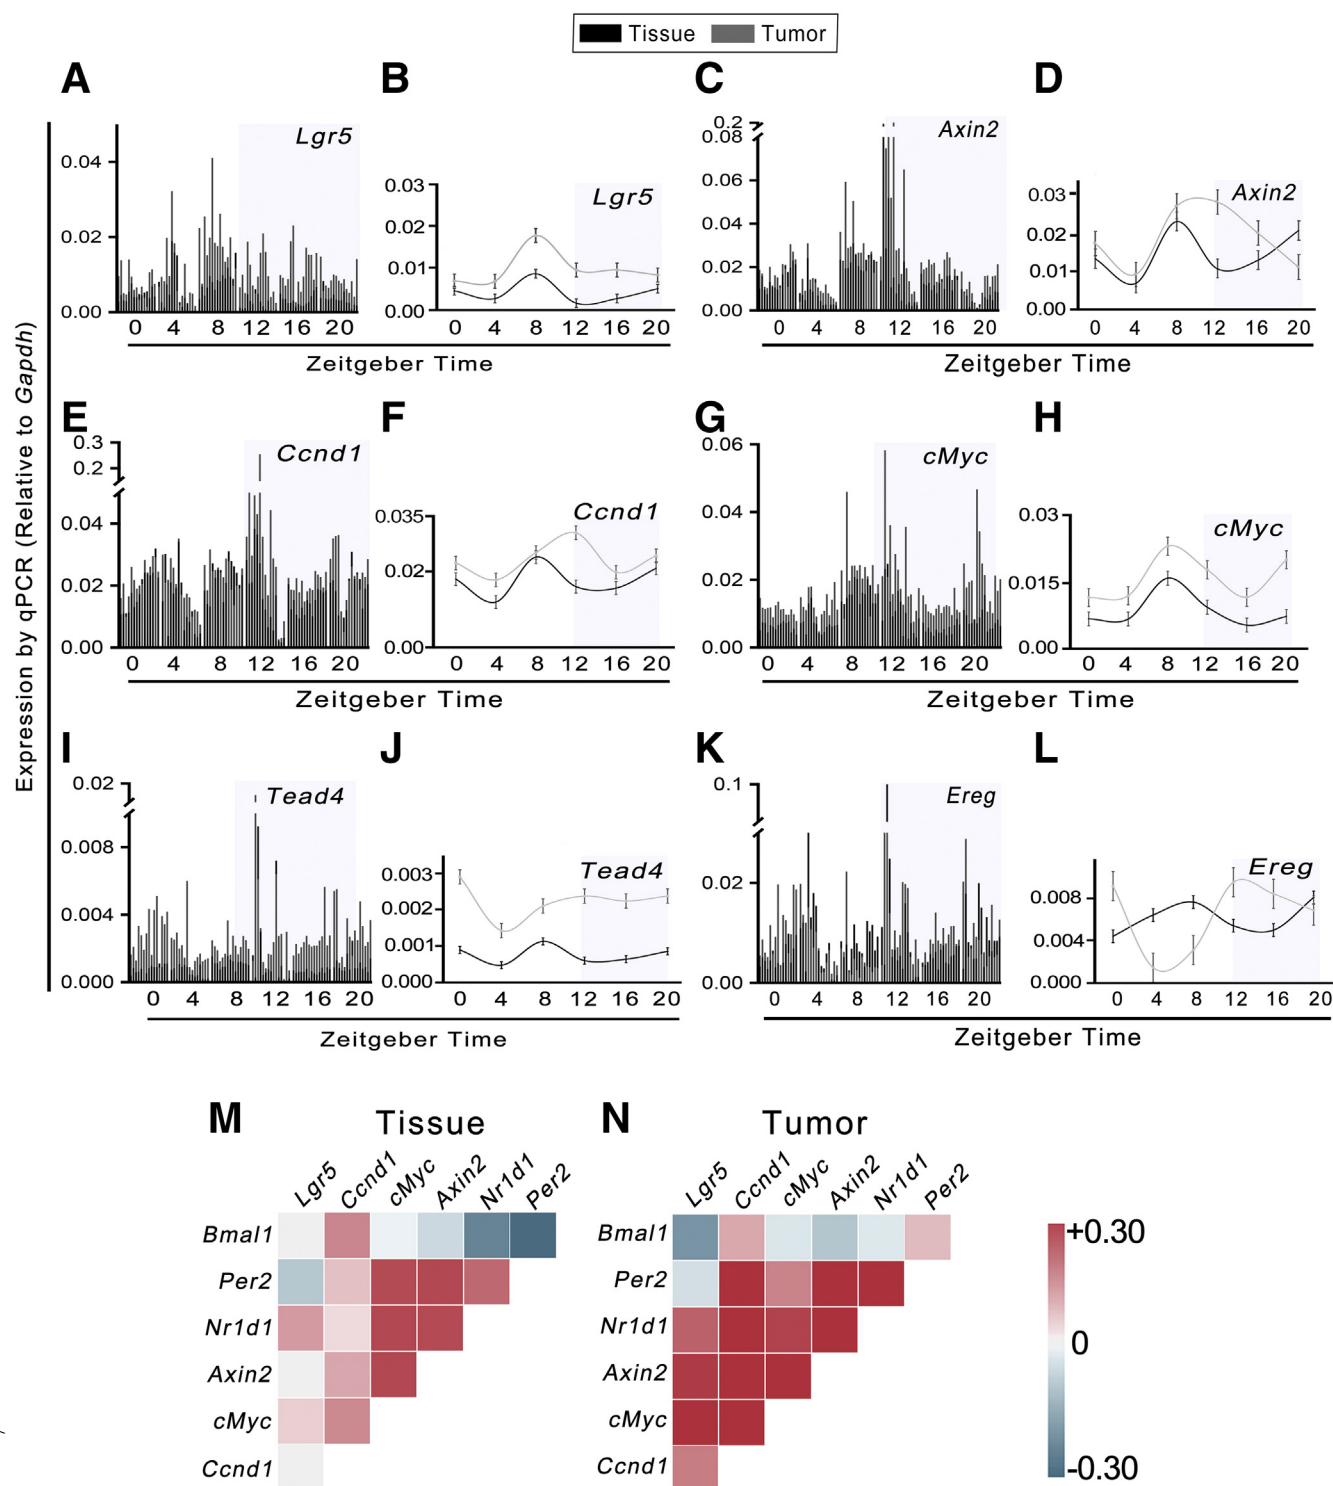 Tissue Tumor
A B C D
Lgr5
0.04
0.02
0.00
0 4 8 12 16 20
Lgr5
0.03
0.02
0.01
0.00
0 4 8 12 16 20
Zeitgeber Time
Axin2
0.2
0.08
0.06
0.04
0.02
0.00
0 4 8 12 16 20
Axin2
0.03
0.02
0.01
0.00
0 4 8 12 16 20
Zeitgeber Time
Expression by qPCR (Relative to Gapdh)
E F G H
Ccnd1
0.3
0.2
0.04
0.02
0.00
0 4 8 12 16 20
Ccnd1
0.035
0.02
0.00
0 4 8 12 16 20
Zeitgeber Time
cMyc
0.06
0.04
0.02
0.00
0 4 8 12 16 20
cMyc
0.03
0.015
0.00
0 4 8 12 16 20
Zeitgeber Time
I J K L
Tead4
0.02
0.008
0.004
0.000
0 4 8 12 16 20
Tead4
0.003
0.002
0.001
0.000
0 4 8 12 16 20
Zeitgeber Time
Ereg
0.1
0.02
0.00
0 4 8 12 16 20
Ereg
0.008
0.004
0.000
0 4 8 12 16 20
Zeitgeber Time
M Tissue
Lgr5 Ccnd1 cMyc Axin2 Nr1d1 Per2
Bmal1
Per2
Nr1d1
Axin2
cMyc
Ccnd1
N Tumor
Lgr5 Ccnd1 cMyc Axin2 Nr1d1 Per2
Bmal1
Per2
Nr1d1
Axin2
cMyc
Ccnd1
+0.30
0
-0.30